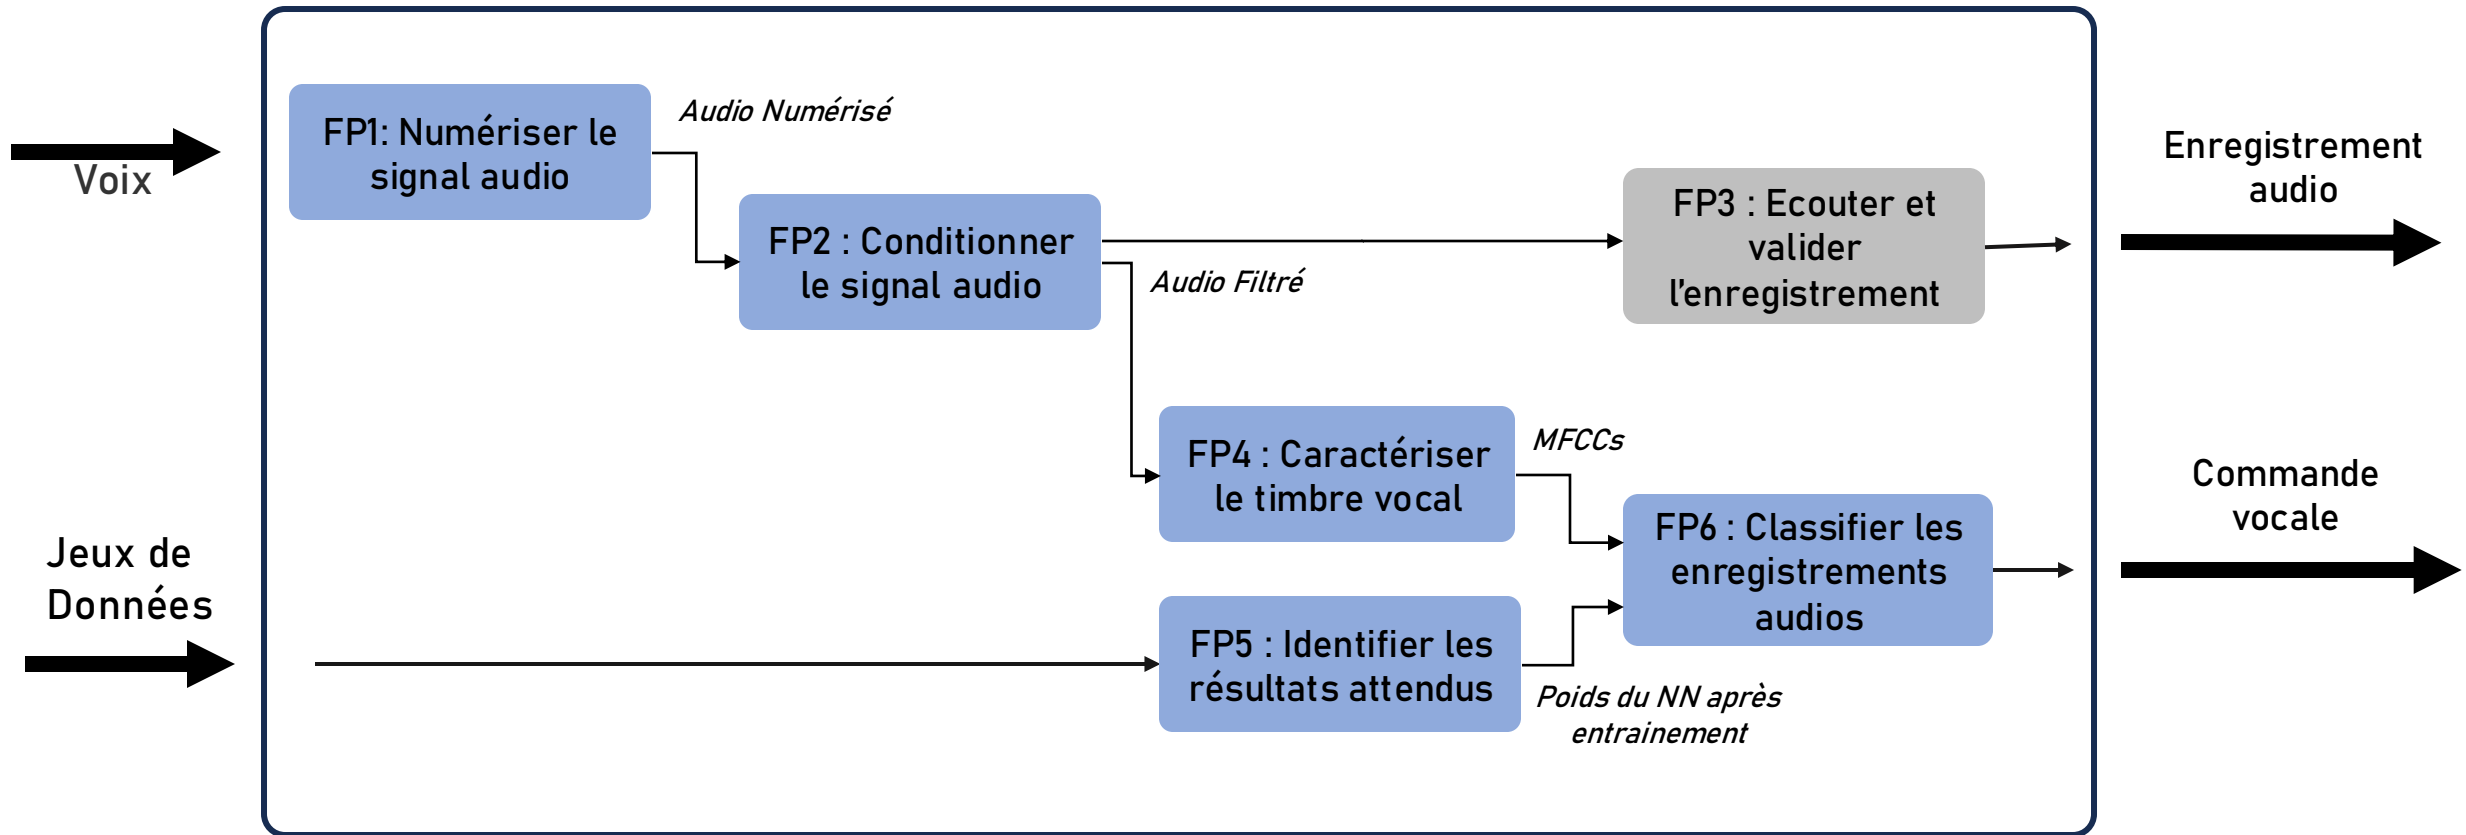 Voix
FP1: Numériser le
signal audio
Audio Numérisé
FP2 : Conditionner
le signal audio
Audio Filtré
FP3 : Ecouter et
valider
l'enregistrement
Enregistrement
audio
FP4 : Caractériser
le timbre vocal
MFCCs
FP6 : Classifier les
enregistrements
audios
Commande
vocale
Jeux de
Données
FP5 : Identifier les
résultats attendus
Poids du NN après
entrainement